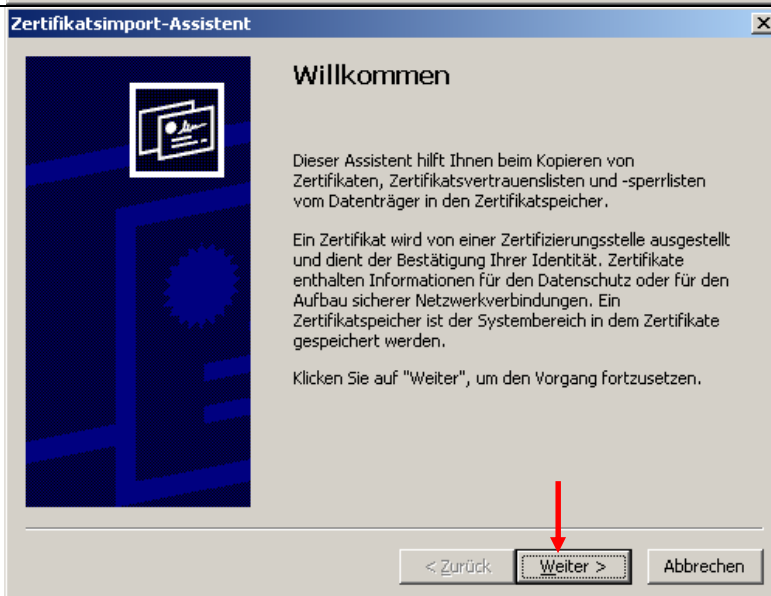 Zertifikatsimport-Assistent
Willkommen
Dieser Assistent hilft Ihnen beim Kopieren von
Zertifikaten, Zertifikatsvertrauenslisten und -sperrlisten
vom Datenträger in den Zertifikatspeicher.
Ein Zertifikat wird von einer Zertifizierungsstelle ausgestellt
und dient der Bestätigung Ihrer Identität. Zertifikate
enthalten Informationen für den Datenschutz oder für den
Aufbau sicherer Netzwerkverbindungen. Ein
Zertifikatspeicher ist der Systembereich in dem Zertifikate
gespeichert werden.
Klicken Sie auf "Weiter", um den Vorgang fortzusetzen.
< Zurück Weiter > Abbrechen